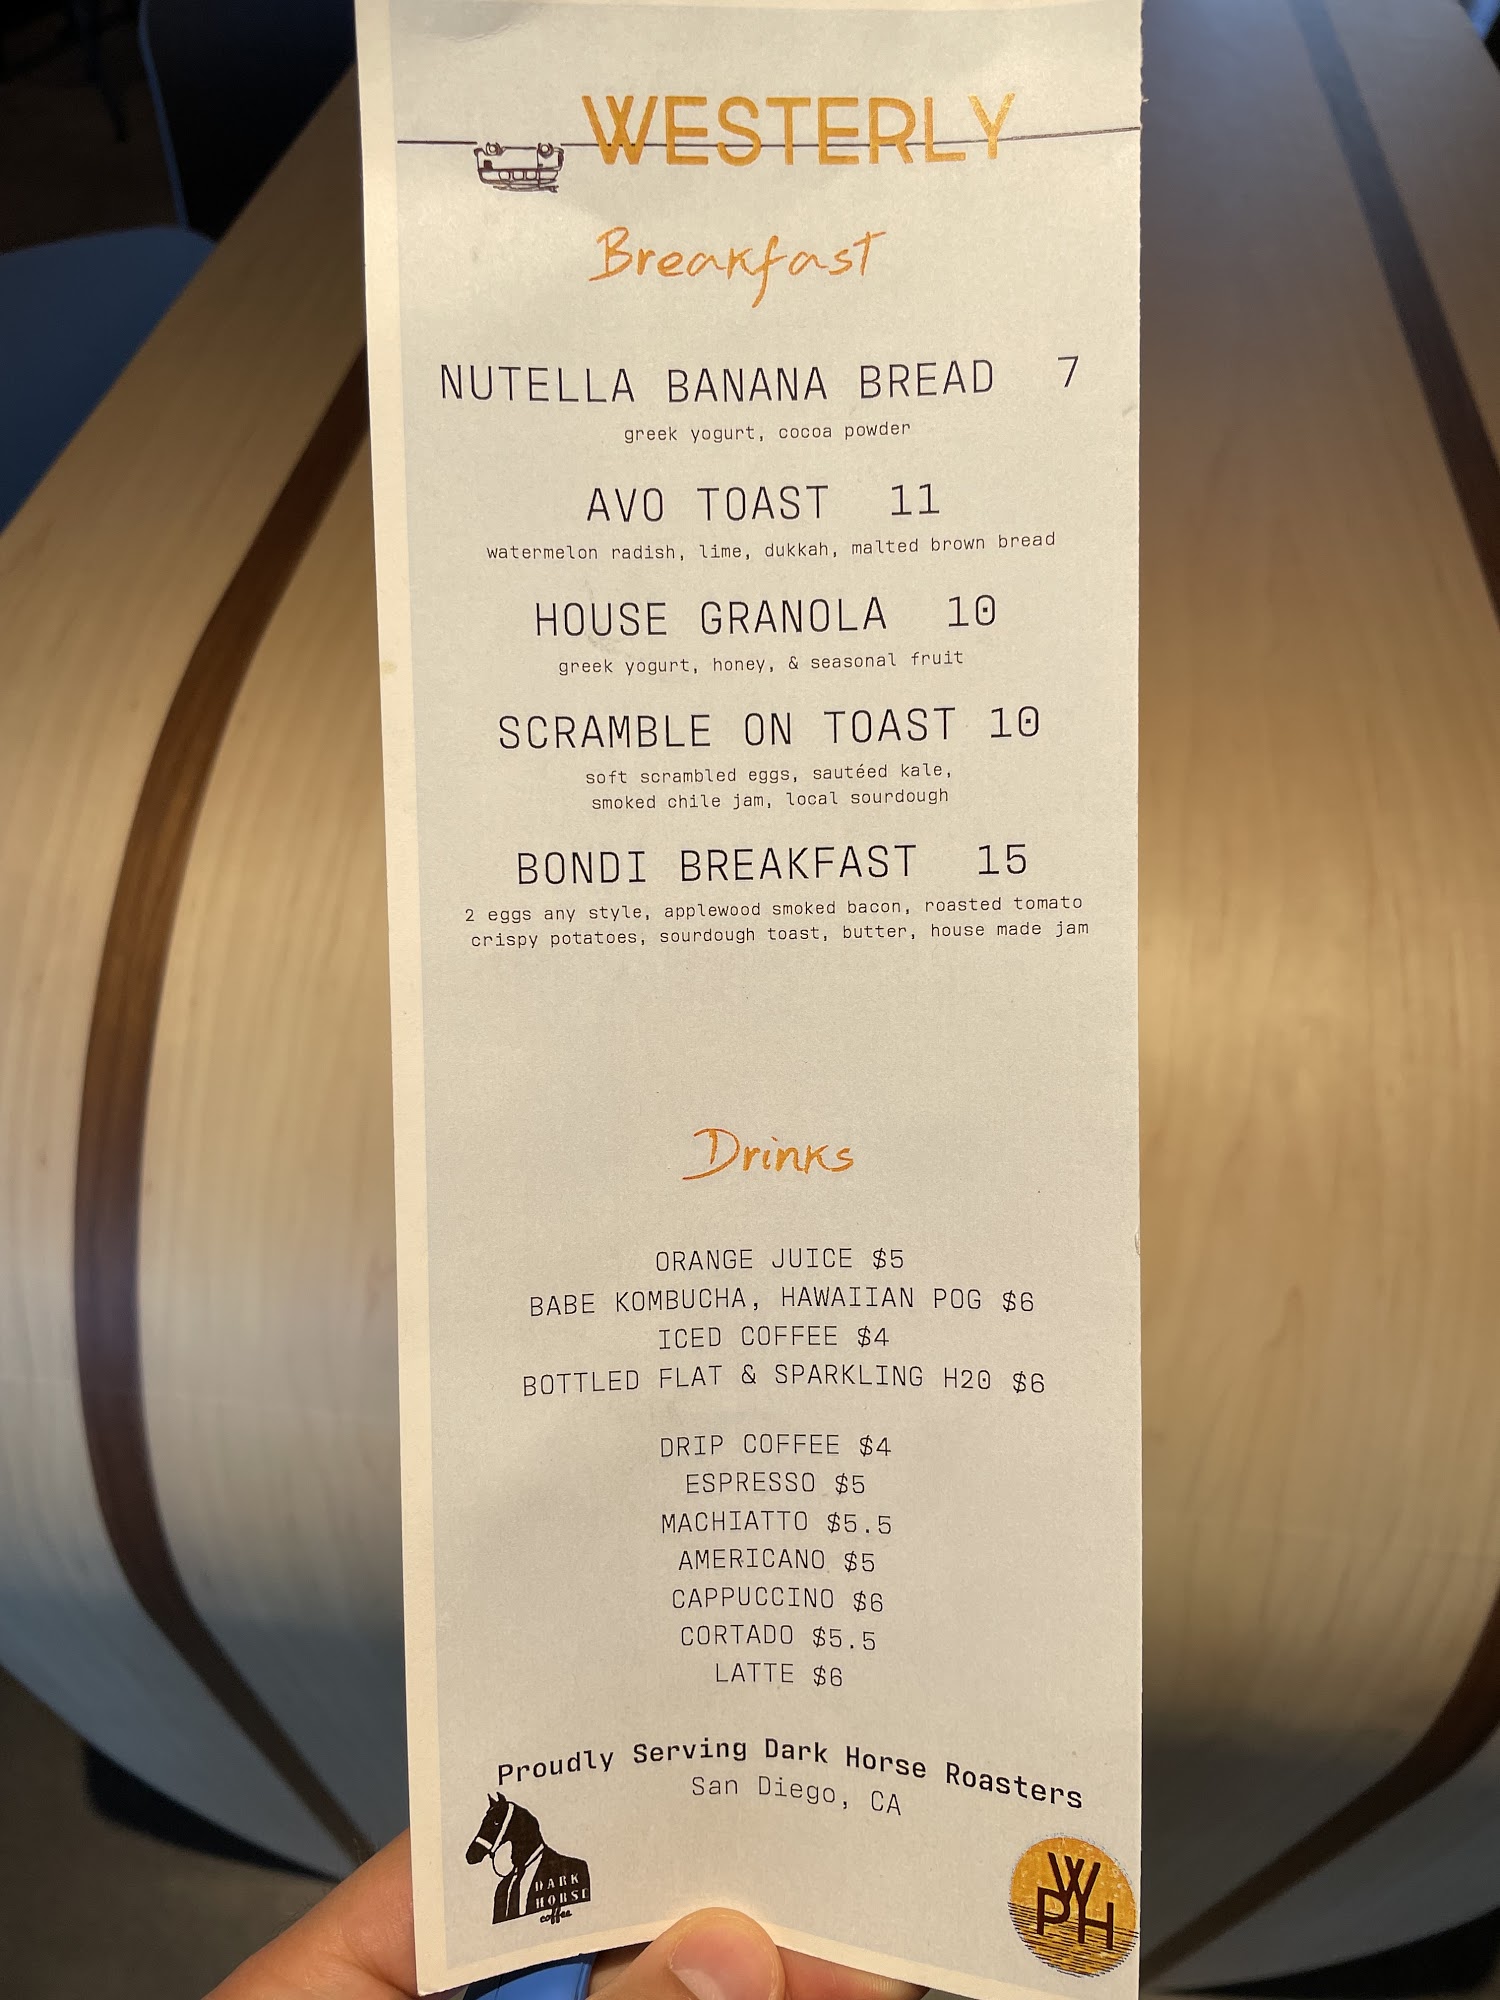 WESTERLY
Breakfast
NUTELLA BANANA BREAD 7
greek yogurt, cocoa powder
AVO TOAST 11
watermelon radish, lime, dukkah, malted brown bread
HOUSE GRANOLA 10
greek yogurt, honey, & seasonal fruit
SCRAMBLE ON TOAST 10
soft scrambled eggs, sautéed kale,
smoked chile jam, local sourdough
BONDI BREAKFAST 15
2 eggs any style, applewood smoked bacon, roasted tomato
crispy potatoes, sourdough toast, butter, house made jam
Drinks
ORANGE JUICE $5
BABE KOMBUCHA, HAWAIIAN POG $6
ICED COFFEE $4
BOTTLED FLAT & SPARKLING H20 $6
DRIP COFFEE $4
ESPRESSO $5
MACHIATTO $5.5
AMERICANO $5
CAPPUCCINO $6
CORTADO $5.5
LATTE $6
Proudly Serving Dark Horse Roasters
San Diego, CA
DARK
HORSE
coffee
W
PH